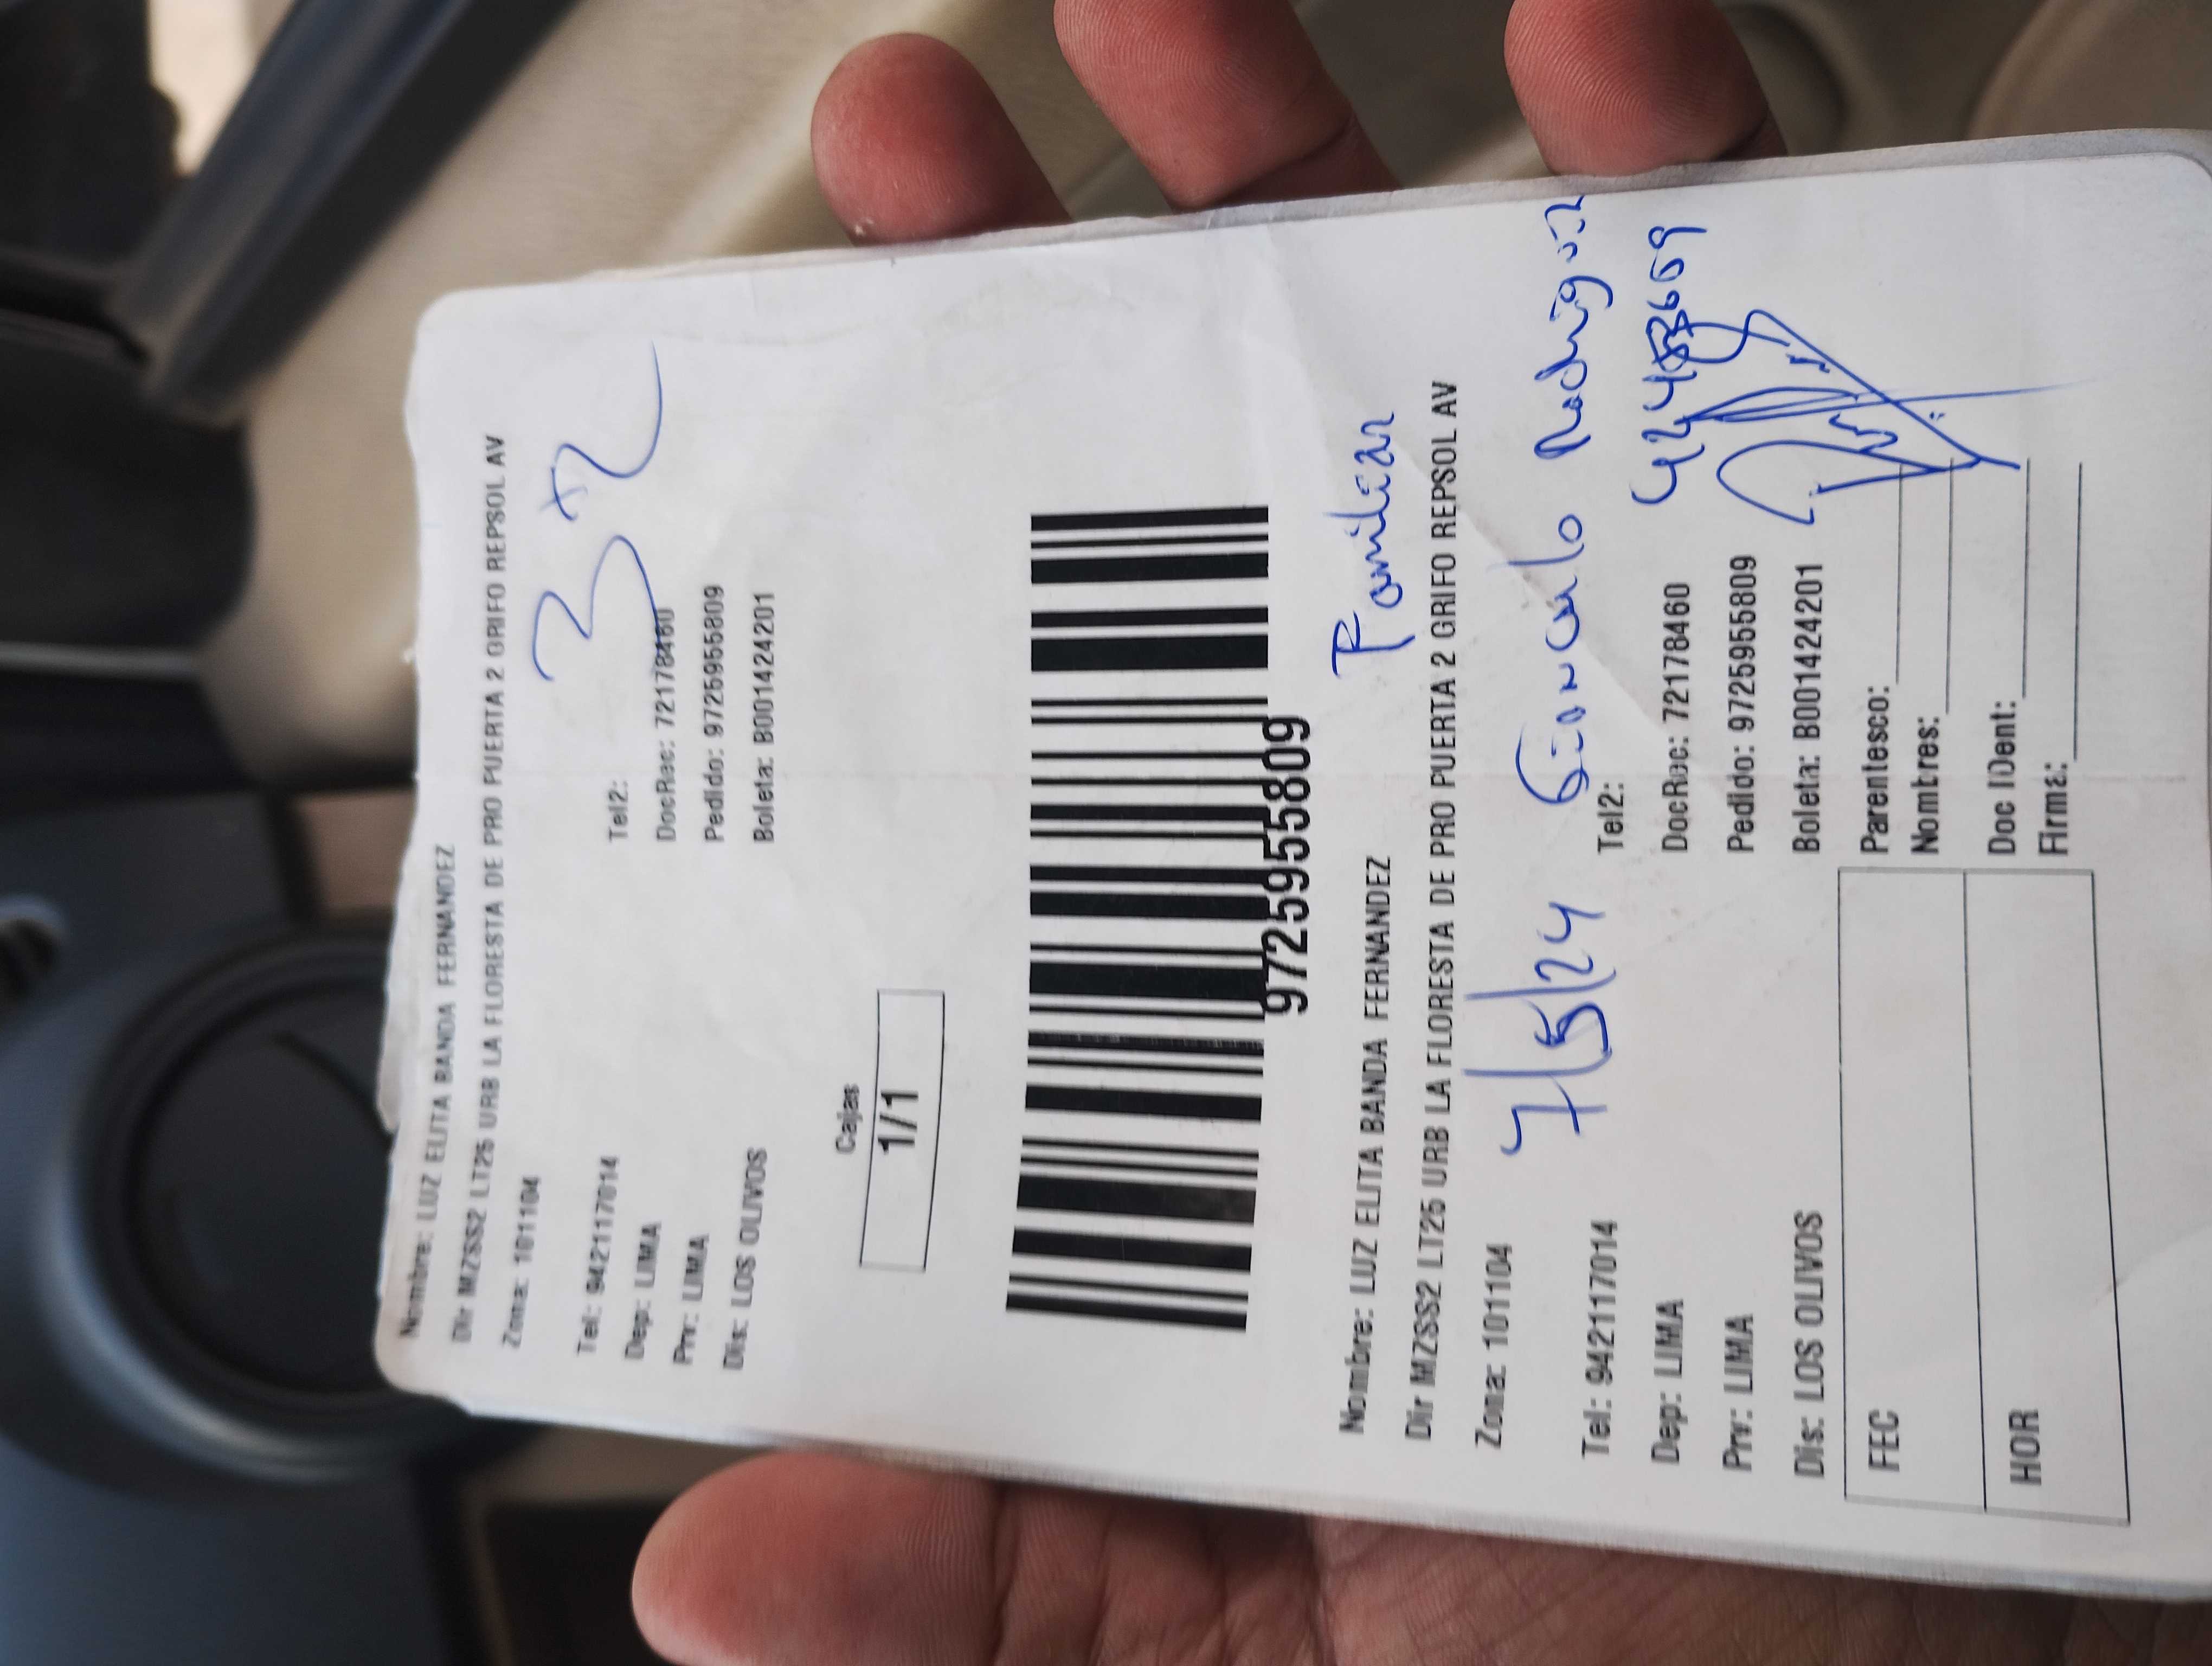 Nombre: LUZ ELITA BANDA FERNANDEZ
Dir MZSS2 LT25 URB LA FLORESTA DE PRO PUERTA 2 GRIFO REPSOL AV
Zona: 101104
32
Tel: 942117014 Tel2:
Dep: LIMA DocRec: 72178460
Prv: LIMA Pedido: 9725955809
Dis: LOS OLIVOS Boleta: B001424201
Cajas
1/1
9725955809
Familiar
Nombre: LUZ ELITA BANDA FERNANDEZ
Dir MZSS2 LT25 URB LA FLORESTA DE PRO PUERTA 2 GRIFO REPSOL AV
Zona: 101104
7/5/24 Giancarlo Rodriguez
Tel: 942117014 Tel2:
Dep: LIMA DocRec: 72178460
Prv: LIMA Pedido: 9725955809
Dis: LOS OLIVOS Boleta: B001424201
FEC Parentesco:
Nombres:
HOR Doc IDent:
Firma: